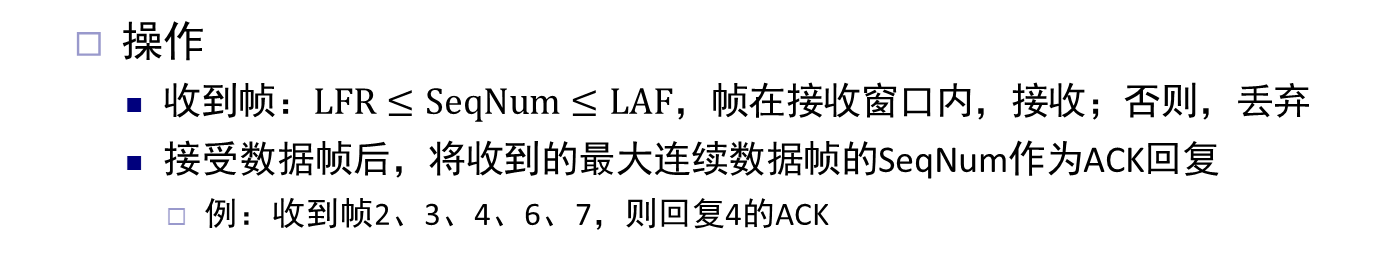 操作
收到帧：LFR ≤ SeqNum ≤ LAF，帧在接收窗口内，接收；否则，丢弃
接受数据帧后，将收到的最大连续数据帧的SeqNum作为ACK回复
例：收到帧2、3、4、6、7，则回复4的ACK